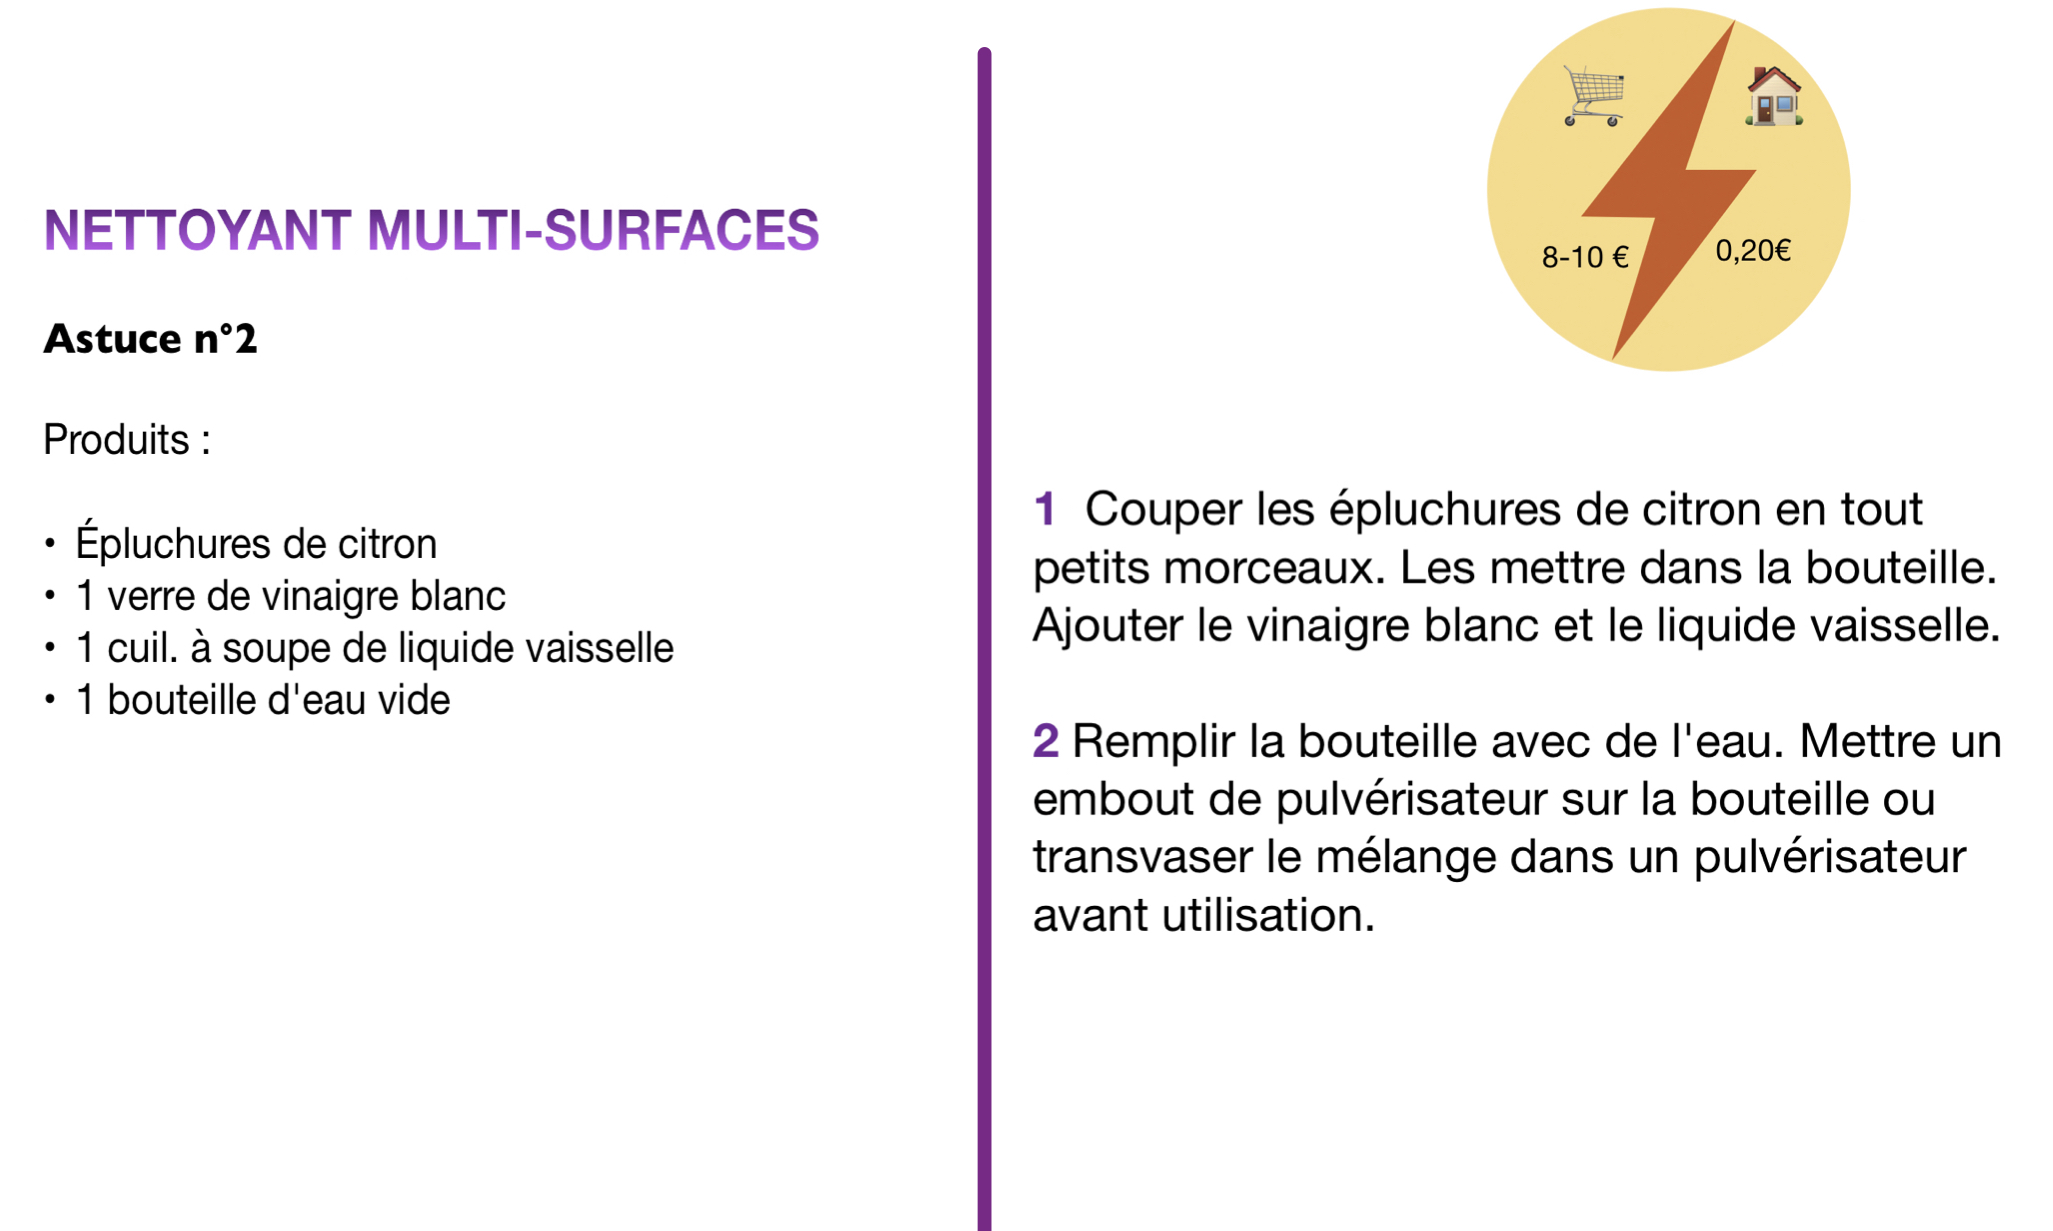 NETTOYANT MULTI-SURFACES
Astuce n°2
Produits :
• Épluchures de citron
• 1 verre de vinaigre blanc
• 1 cuil. à soupe de liquide vaisselle
• 1 bouteille d'eau vide
8-10 €
0,20€
1 Couper les épluchures de citron en tout
petits morceaux. Les mettre dans la bouteille.
Ajouter le vinaigre blanc et le liquide vaisselle.
2 Remplir la bouteille avec de l'eau. Mettre un
embout de pulvérisateur sur la bouteille ou
transvaser le mélange dans un pulvérisateur
avant utilisation.